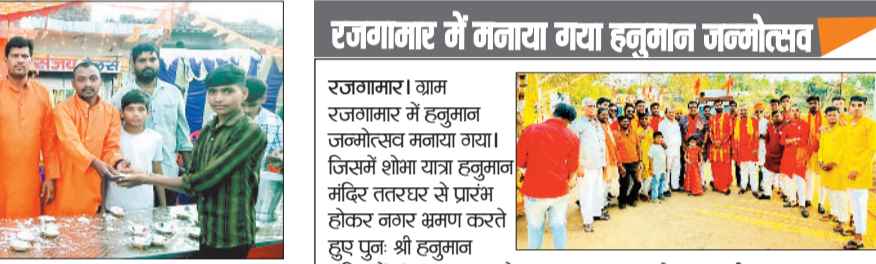 संजय
रजगामार में मनाया गया हनुमान जन्मोत्सव
रजगामार। ग्राम
रजगामार में हनुमान
जन्मोत्सव मनाया गया।
जिसमें शोभा यात्रा हनुमान
मंदिर ततरघर से प्रारंभ
होकर नगर भ्रमण करते
हुए पुनः श्री हनुमान